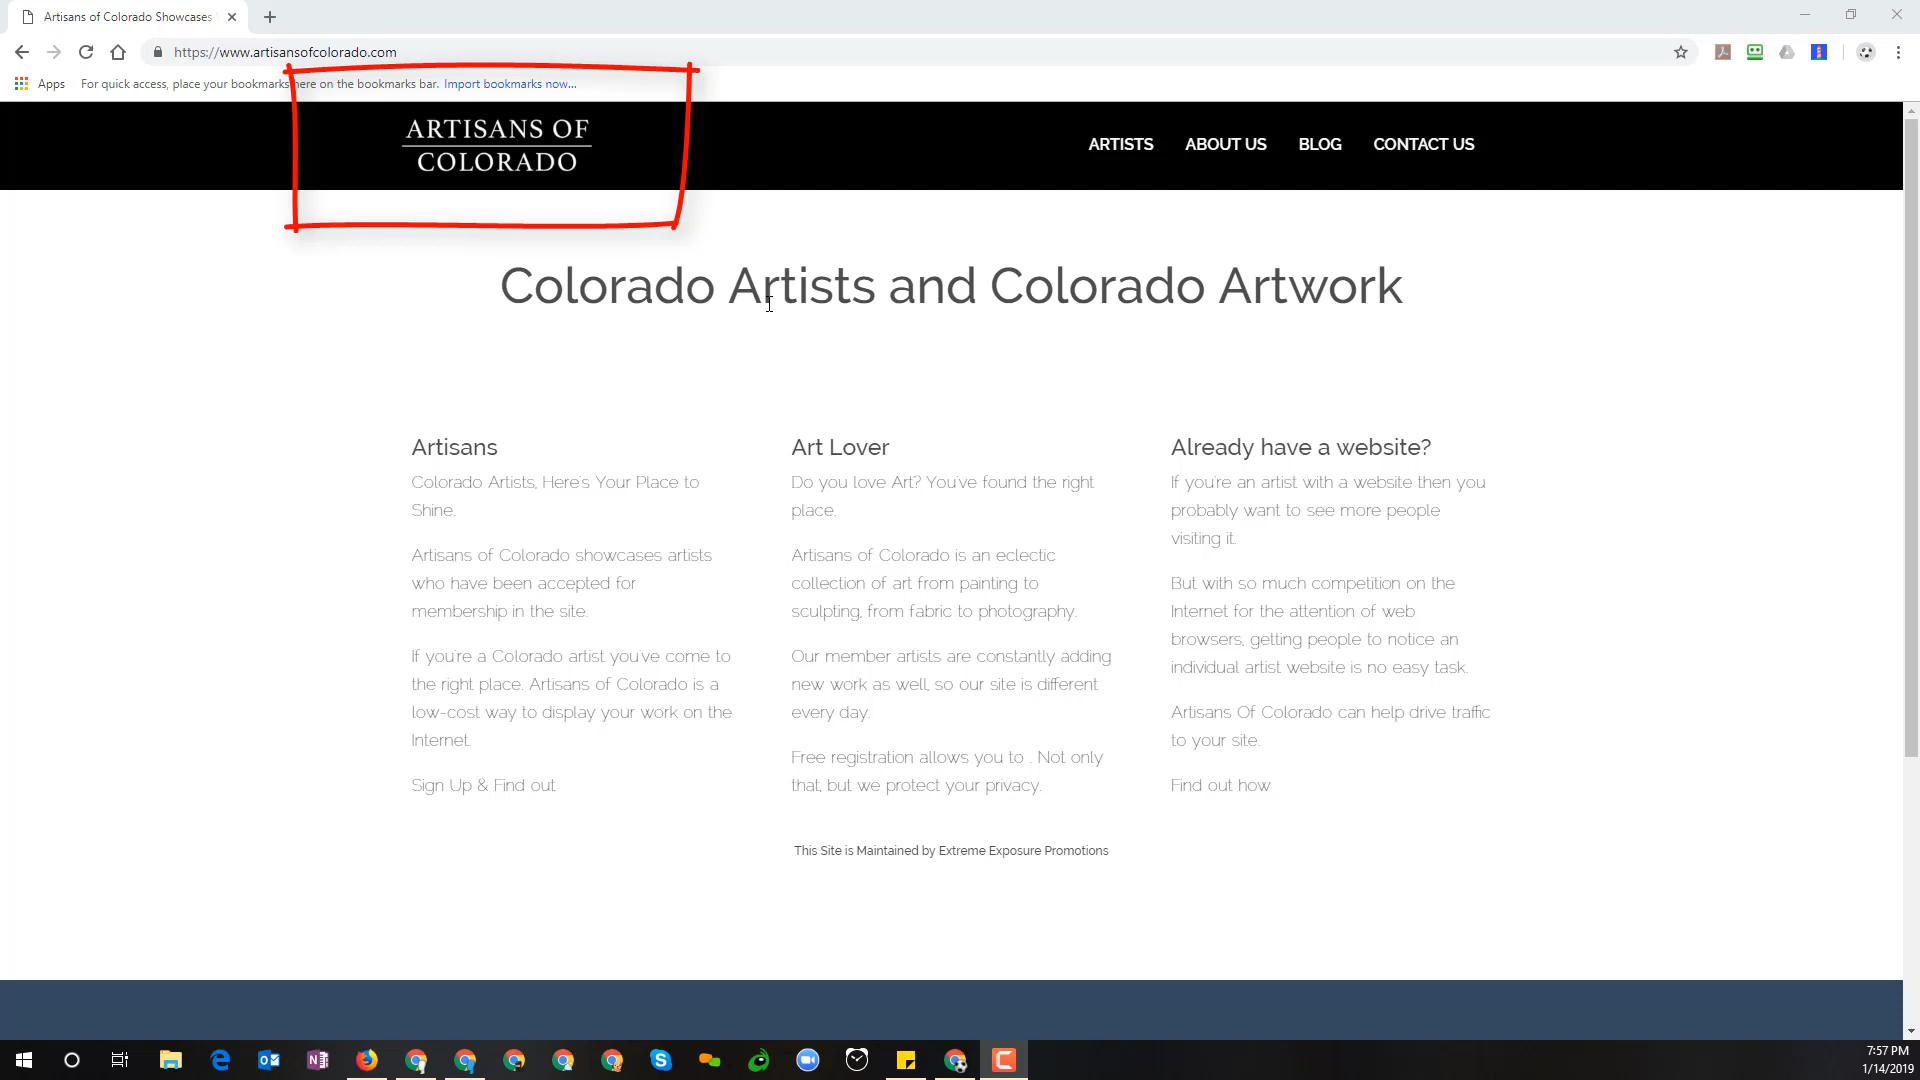 Artisans of Colorado Showcases
https://www.artisansofcolorado.com
Apps For quick access, place your bookmarks here on the bookmarks bar. Import bookmarks now...
ARTISANS OF
COLORADO
ARTISTS ABOUT US BLOG CONTACT US
Colorado Artists and Colorado Artwork
Artisans
Colorado Artists, Here's Your Place to
Shine.
Artisans of Colorado showcases artists
who have been accepted for
membership in the site.
If you're a Colorado artist you've come to
the right place. Artisans of Colorado is a
low-cost way to display your work on the
Internet.
Sign Up & Find out
Art Lover
Do you love Art? You've found the right
place.
Artisans of Colorado is an eclectic
collection of art from painting to
sculpting, from fabric to photography.
Our member artists are constantly adding
new work as well, so our site is different
every day.
Free registration allows you to . Not only
that, but we protect your privacy.
Already have a website?
If you're an artist with a website then you
probably want to see more people
visiting it.
But with so much competition on the
Internet for the attention of web
browsers, getting people to notice an
individual artist website is no easy task.
Artisans Of Colorado can help drive traffic
to your site.
Find out how
This Site is Maintained by Extreme Exposure Promotions
7:57 PM
1/14/2019